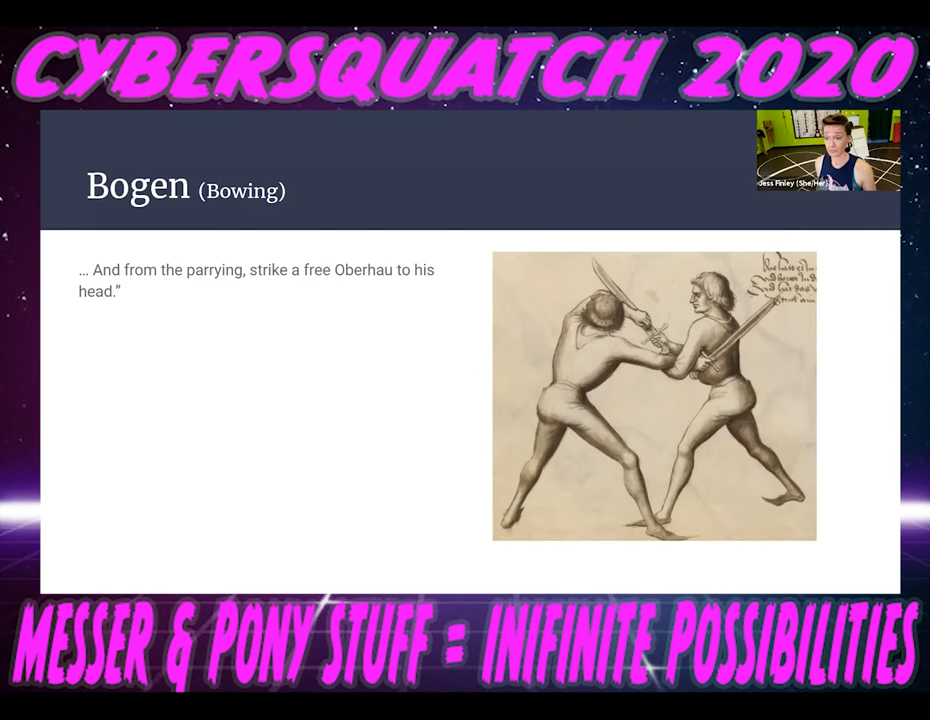 CYBERSQUATCH 2020
Bogen (Bowing)
Jess Finley (She/Her)
… And from the parrying, strike a free Oberhau to his
head.”
MESSER & PONY STUFF = INIFINITE POSSIBILITIES